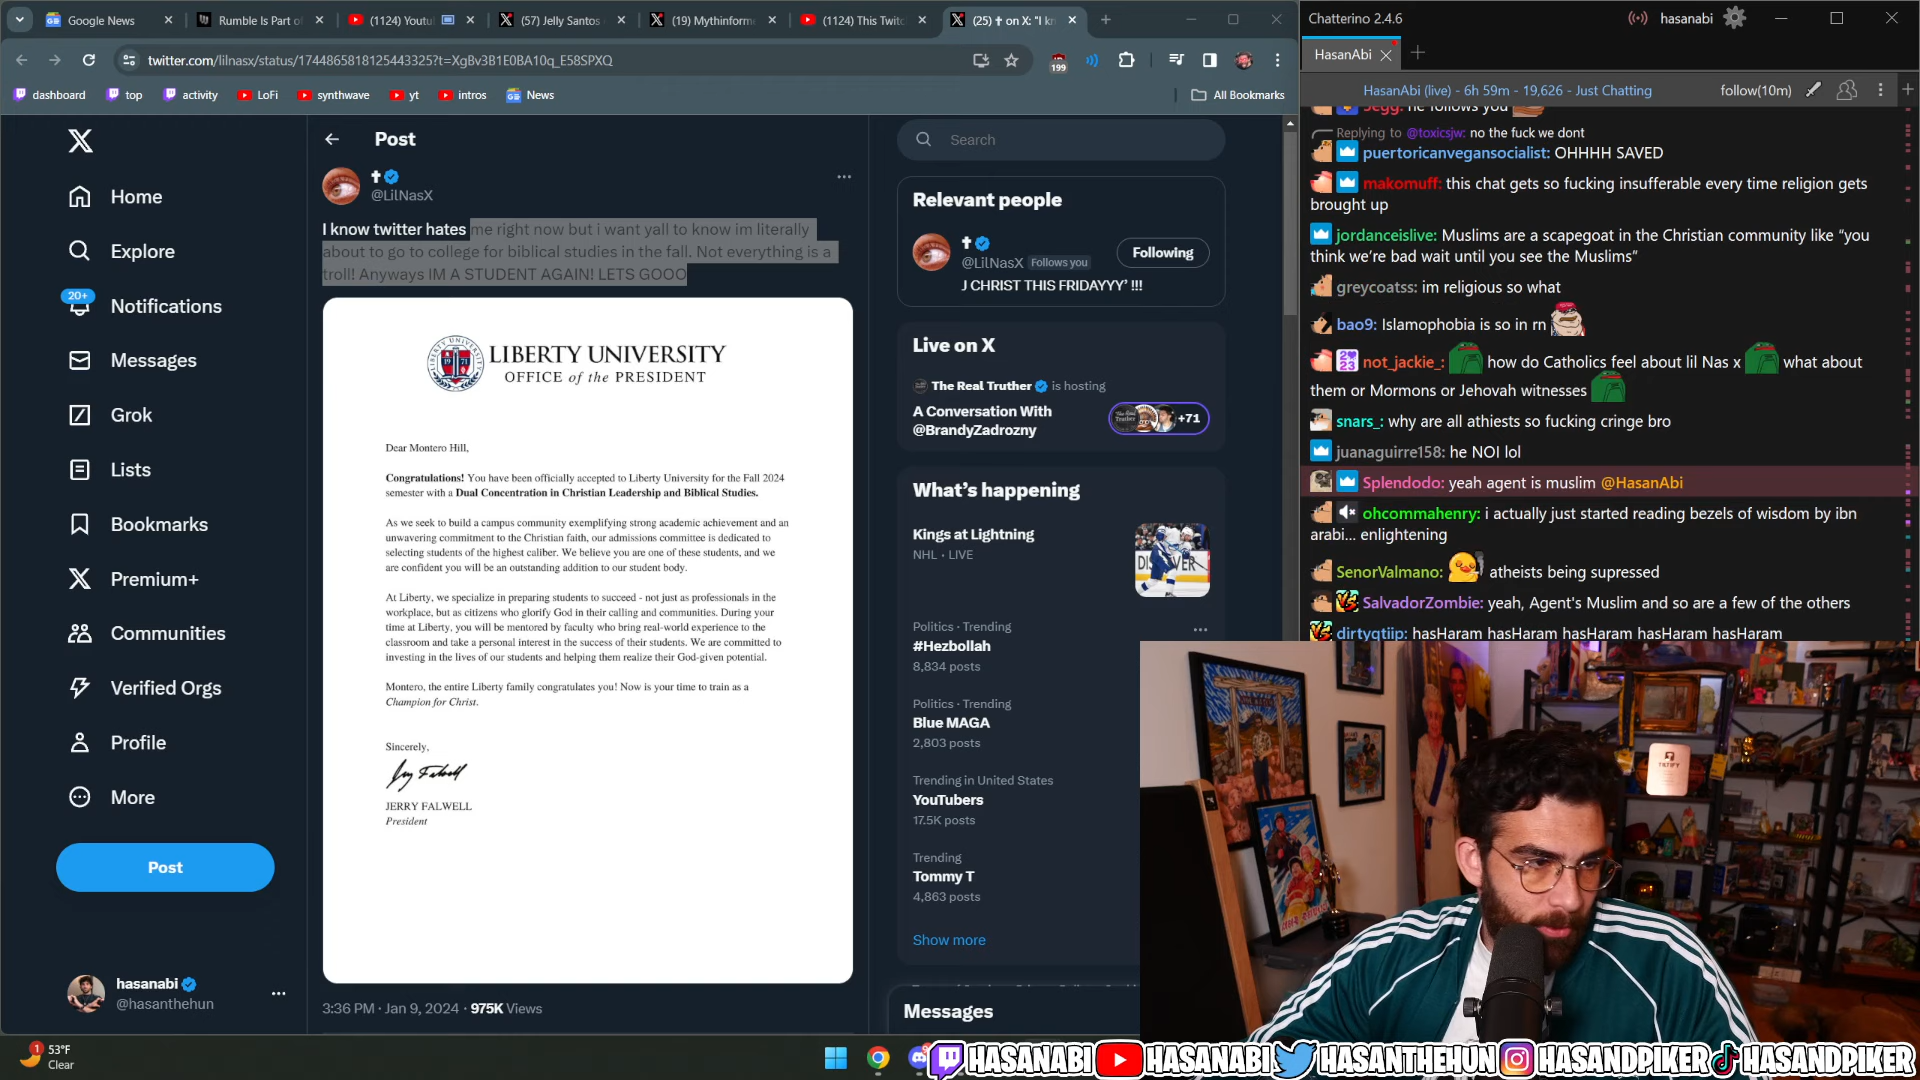 Google News
Rumble Is Part of
(1124) Youtu
(57) Jelly Santos
(19) Mythinforme
(1124) This Twitc
(25) ✝ on X: "I kn
twitter.com/lilnasx/status/1744865818125443325?t=XgBv3B1E0BA10q_E58SPXQ
199
dashboard
top
activity
LoFi
synthwave
yt
intros
News
All Bookmarks
Home
Explore
20+
Notifications
Messages
Grok
Lists
Bookmarks
Premium+
Communities
Verified Orgs
Profile
More
Post
hasanabi
@hasanthehun
Post
✝
@LilNasX
I know twitter hates me right now but i want yall to know im literally
about to go to college for biblical studies in the fall. Not everything is a
troll! Anyways IM A STUDENT AGAIN! LETS GOOO
1971
LIBERTY UNIVERSITY
OFFICE of the PRESIDENT
Dear Montero Hill,
Congratulations! You have been officially accepted to Liberty University for the Fall 2024
semester with a Dual Concentration in Christian Leadership and Biblical Studies.
As we seek to build a campus community exemplifying strong academic achievement and an
unwavering commitment to the Christian faith, our admissions committee is dedicated to
selecting students of the highest caliber. We believe you are one of these students, and we
are confident you will be an outstanding addition to our student body.
At Liberty, we specialize in preparing students to succeed - not just as professionals in the
workplace, but as citizens who glorify God in their calling and communities. During your
time at Liberty, you will be mentored by faculty who bring real-world experience to the
classroom and take a personal interest in the success of their students. We are committed to
investing in the lives of our students and helping them realize their God-given potential.
Montero, the entire Liberty family congratulates you! Now is your time to train as a
Champion for Christ.
Sincerely,
Jerry Falwell
JERRY FALWELL
President
3:36 PM · Jan 9, 2024 · 975K Views
Search
Relevant people
✝
@LilNasX Follows you
Following
J CHRIST THIS FRIDAYYY' !!!
Live on X
The Real Truther is hosting
A Conversation With
@BrandyZadrozny
+71
What's happening
Kings at Lightning
NHL · LIVE
Politics · Trending
#Hezbollah
8,834 posts
Politics · Trending
Blue MAGA
2,803 posts
Trending in United States
YouTubers
17.5K posts
Trending
Tommy T
4,863 posts
Show more
Messages
Chatterino 2.4.6
hasanabi
HasanAbi
HasanAbi (live) - 6h 59m - 19,626 - Just Chatting
follow(10m)
5egg: he follows you
Replying to @toxicsjw: no the fuck we dont
puertoricanvegansocialist: OHHHH SAVED
makomuff: this chat gets so fucking insufferable every time religion gets
brought up
jordanceislive: Muslims are a scapegoat in the Christian community like "you
think we're bad wait until you see the Muslims"
greycoatss: im religious so what
bao9: Islamophobia is so in rn
not_jackie_: how do Catholics feel about lil Nas x what about
them or Mormons or Jehovah witnesses
snars_: why are all athiests so fucking cringe bro
juanaguirre158: he NOI lol
Splendodo: yeah agent is muslim @HasanAbi
ohcommahenry: i actually just started reading bezels of wisdom by ibn
arabi... enlightening
SenorValmano: atheists being supressed
SalvadorZombie: yeah, Agent's Muslim and so are a few of the others
dirtyqtiip: hasHaram hasHaram hasHaram hasHaram hasHaram
TILTIFY
1
53°F
Clear
HASANABI HASANABI HASANTHEHUN HASANDPIKER HASANDPIKER